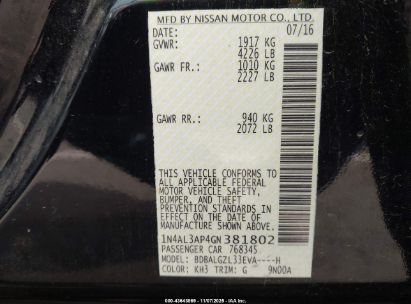 MFD BY NISSAN MOTOR CO., LTD.
DATE: 07/16
GVWR: 1917 KG
4226 LB
GAWR FR.: 1010 KG
2227 LB
GAWR RR.: 940 KG
2072 LB
THIS VEHICLE CONFORMS TO
ALL APPLICABLE FEDERAL
MOTOR VEHICLE SAFETY,
BUMPER, AND THEFT
PREVENTION STANDARDS IN
EFFECT ON THE DATE OF
MANUFACTURE SHOWN ABOVE.
1N4AL3AP4GN381802
PASSENGER CAR 768345
MODEL: BDBALGZL33EVA----H
COLOR: KH3 TRIM: G 9N00A